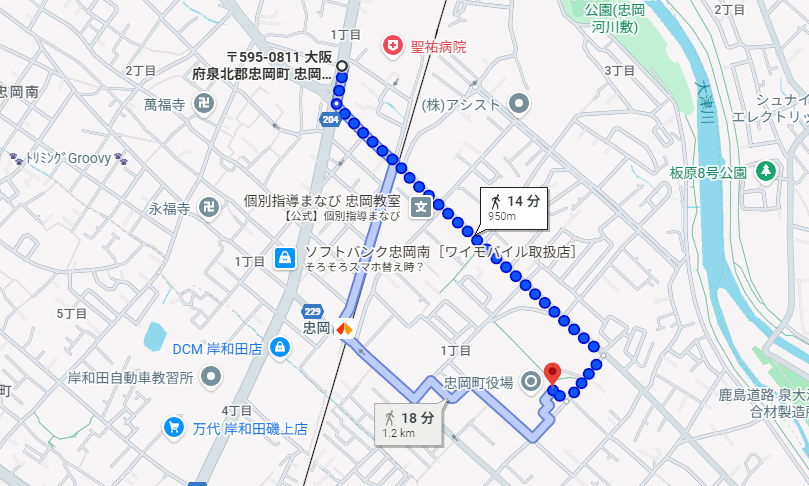 公園(忠岡
河川敷)
2丁目
1丁目
聖祐病院
〒595-0811 大阪
府泉北郡忠岡町 忠岡...
2丁目
3丁目
忠岡南
萬福寺
204
(株)アシスト
大津川
シュナイ
エレクトリッ
トリミングGroovy
板原8号公園
永福寺
個別指導まなび 忠岡教室
【公式】個別指導まなび
14 分
950m
1丁目
ソフトバンク忠岡南［ワイモバイル取扱店］
そろそろスマホ替え時？
5丁目
229
忠岡
DCM 岸和田店
1丁目
岸和田自動車教習所
忠岡町役場
町
鹿島道路 泉大
合材製造
4丁目
18 分
1.2 km
万代 岸和田磯上店